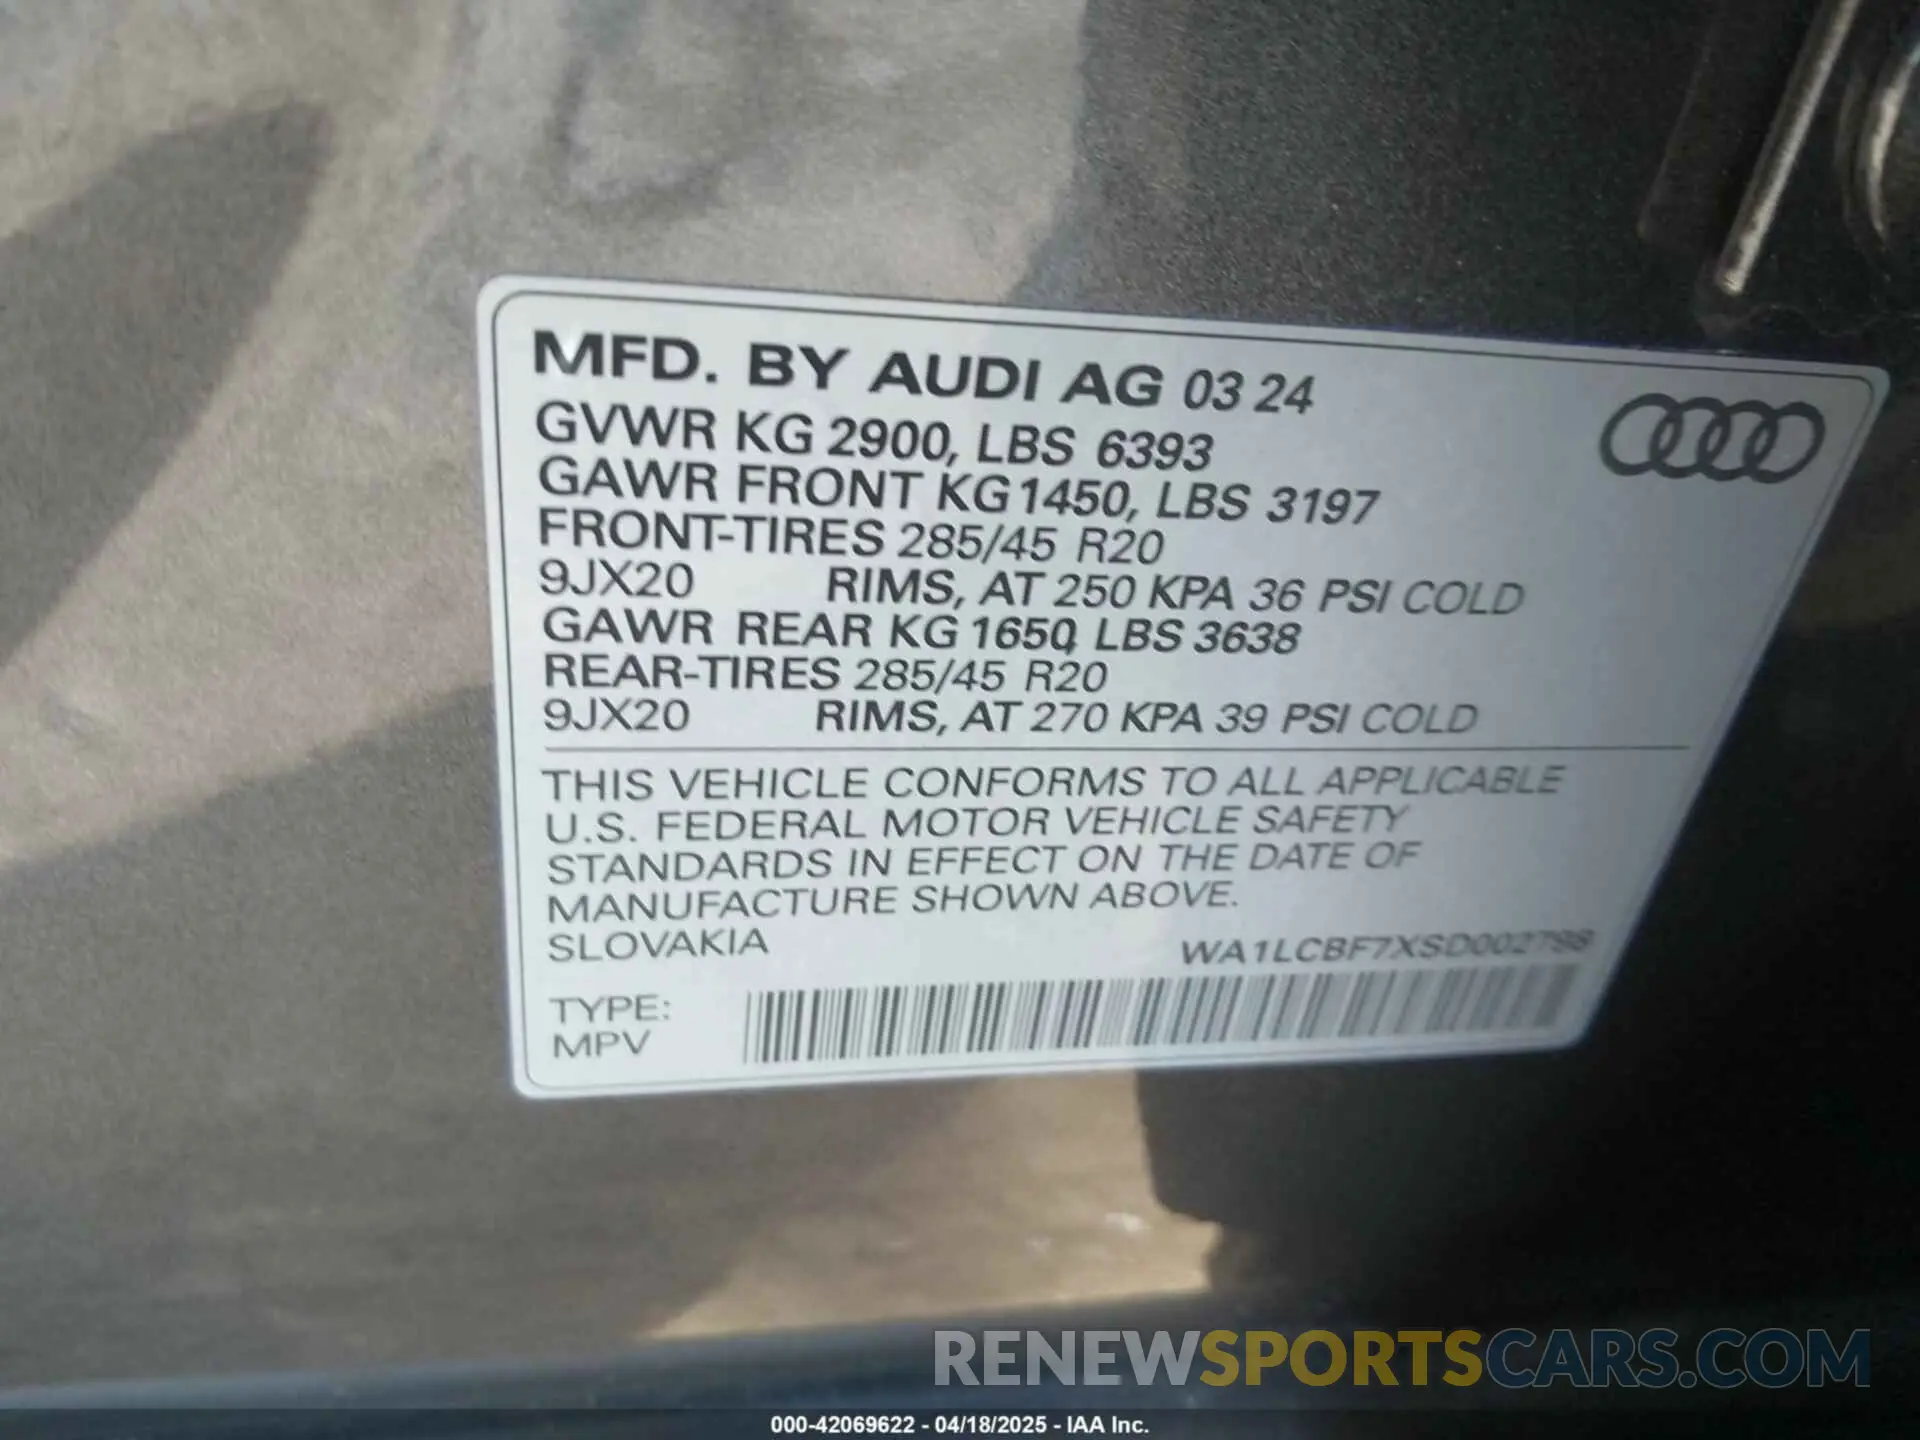 MFD. BY AUDI AG 03 24
GVWR KG 2900, LBS 6393
GAWR FRONT KG 1450, LBS 3197
FRONT-TIRES 285/45 R20
9JX20 RIMS, AT 250 KPA 36 PSI COLD
GAWR REAR KG 1650, LBS 3638
REAR-TIRES 285/45 R20
9JX20 RIMS, AT 270 KPA 39 PSI COLD
THIS VEHICLE CONFORMS TO ALL APPLICABLE
U.S. FEDERAL MOTOR VEHICLE SAFETY
STANDARDS IN EFFECT ON THE DATE OF
MANUFACTURE SHOWN ABOVE.
SLOVAKIA WA1LCBF7XSD002798
TYPE:
MPV
RENEWSPORTSCARS.COM
000-42069622 - 04/18/2025 - IAA Inc.